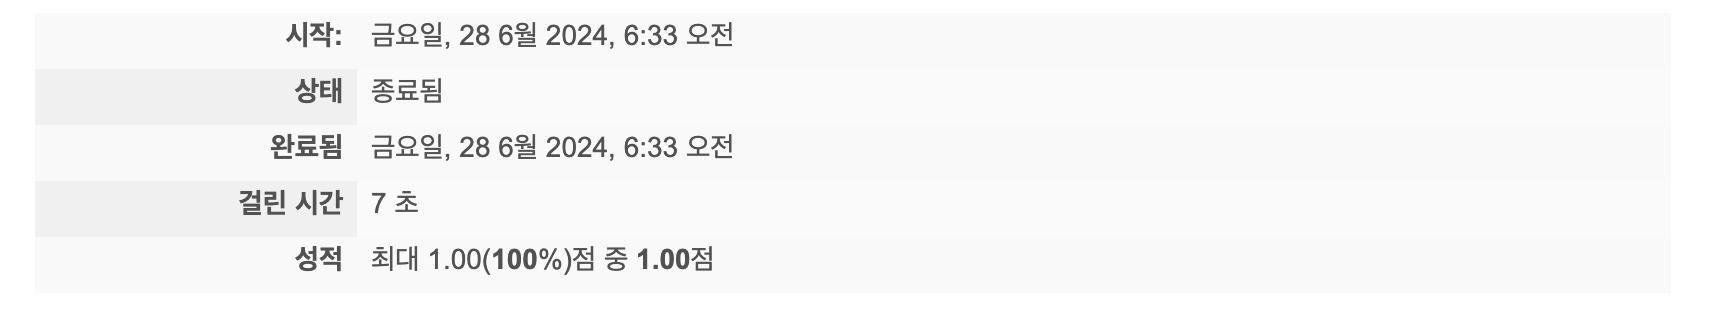 시작: 금요일, 28 6월 2024, 6:33 오전
상태 종료됨
완료됨 금요일, 28 6월 2024, 6:33 오전
걸린 시간 7 초
성적 최대 1.00(100%)점 중 1.00점